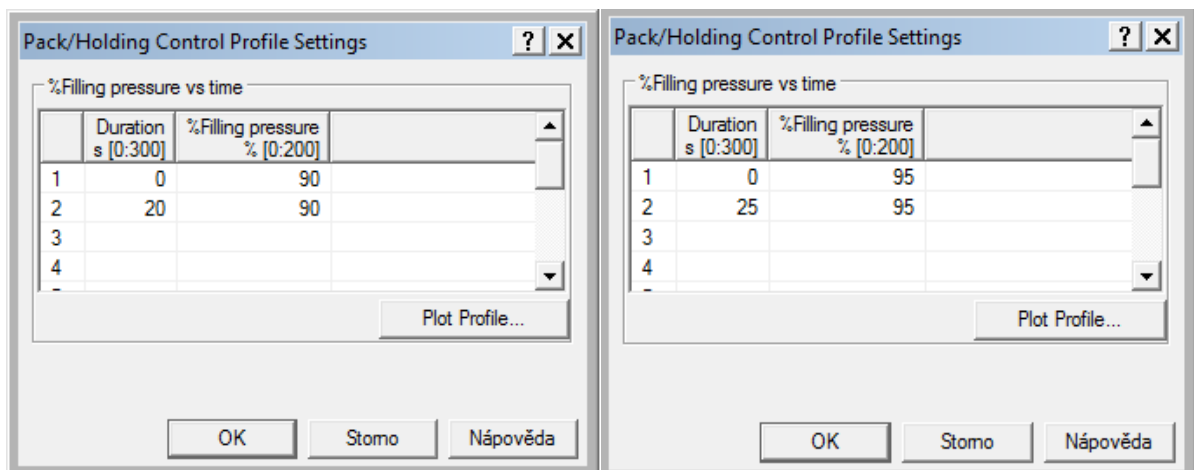 Pack/Holding Control Profile Settings
%Filling pressure vs time
Duration %Filling pressure
s [0:300] % [0:200]
1 0 90
2 20 90
3
4
Plot Profile...
OK Storno Nápověda
Pack/Holding Control Profile Settings
%Filling pressure vs time
Duration %Filling pressure
s [0:300] % [0:200]
1 0 95
2 25 95
3
4
Plot Profile...
OK Storno Nápověda